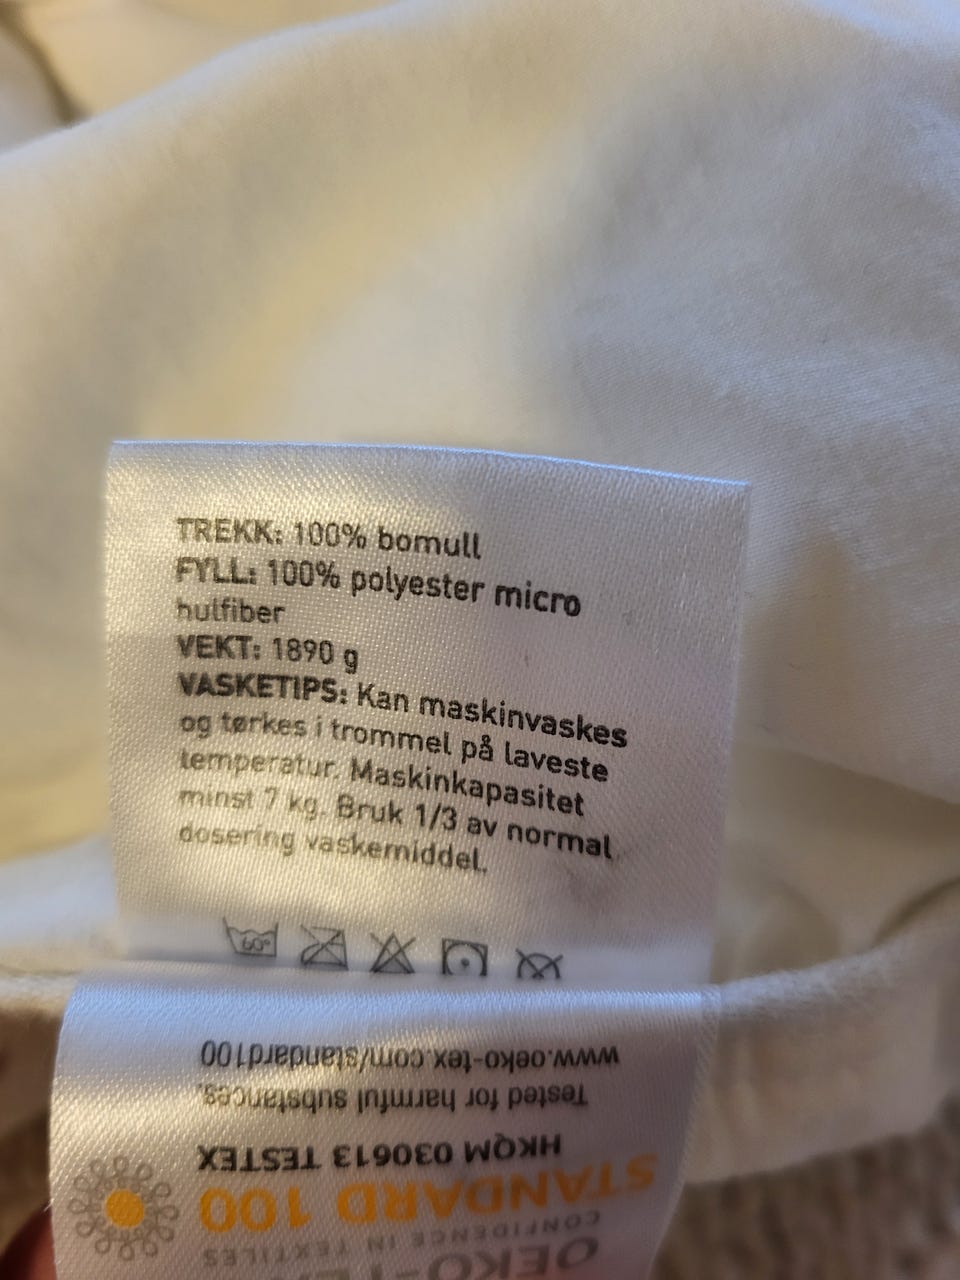 TREKK: 100% bomull
FYLL: 100% polyester micro
hulfiber
VEKT: 1890 g
VASKETIPS: Kan maskinvaskes
og tørkes i trommel på laveste
temperatur. Maskinkapasitet
minst 7 kg. Bruk 1/3 av normal
dosering vaskemiddel.
60°
OEKO-TE
CONFIDENCE IN TEXTILES
STANDARD 100
HKQM 030613 TESTEX
Tested for harmful substances.
www.oeko-tex.com/standard100